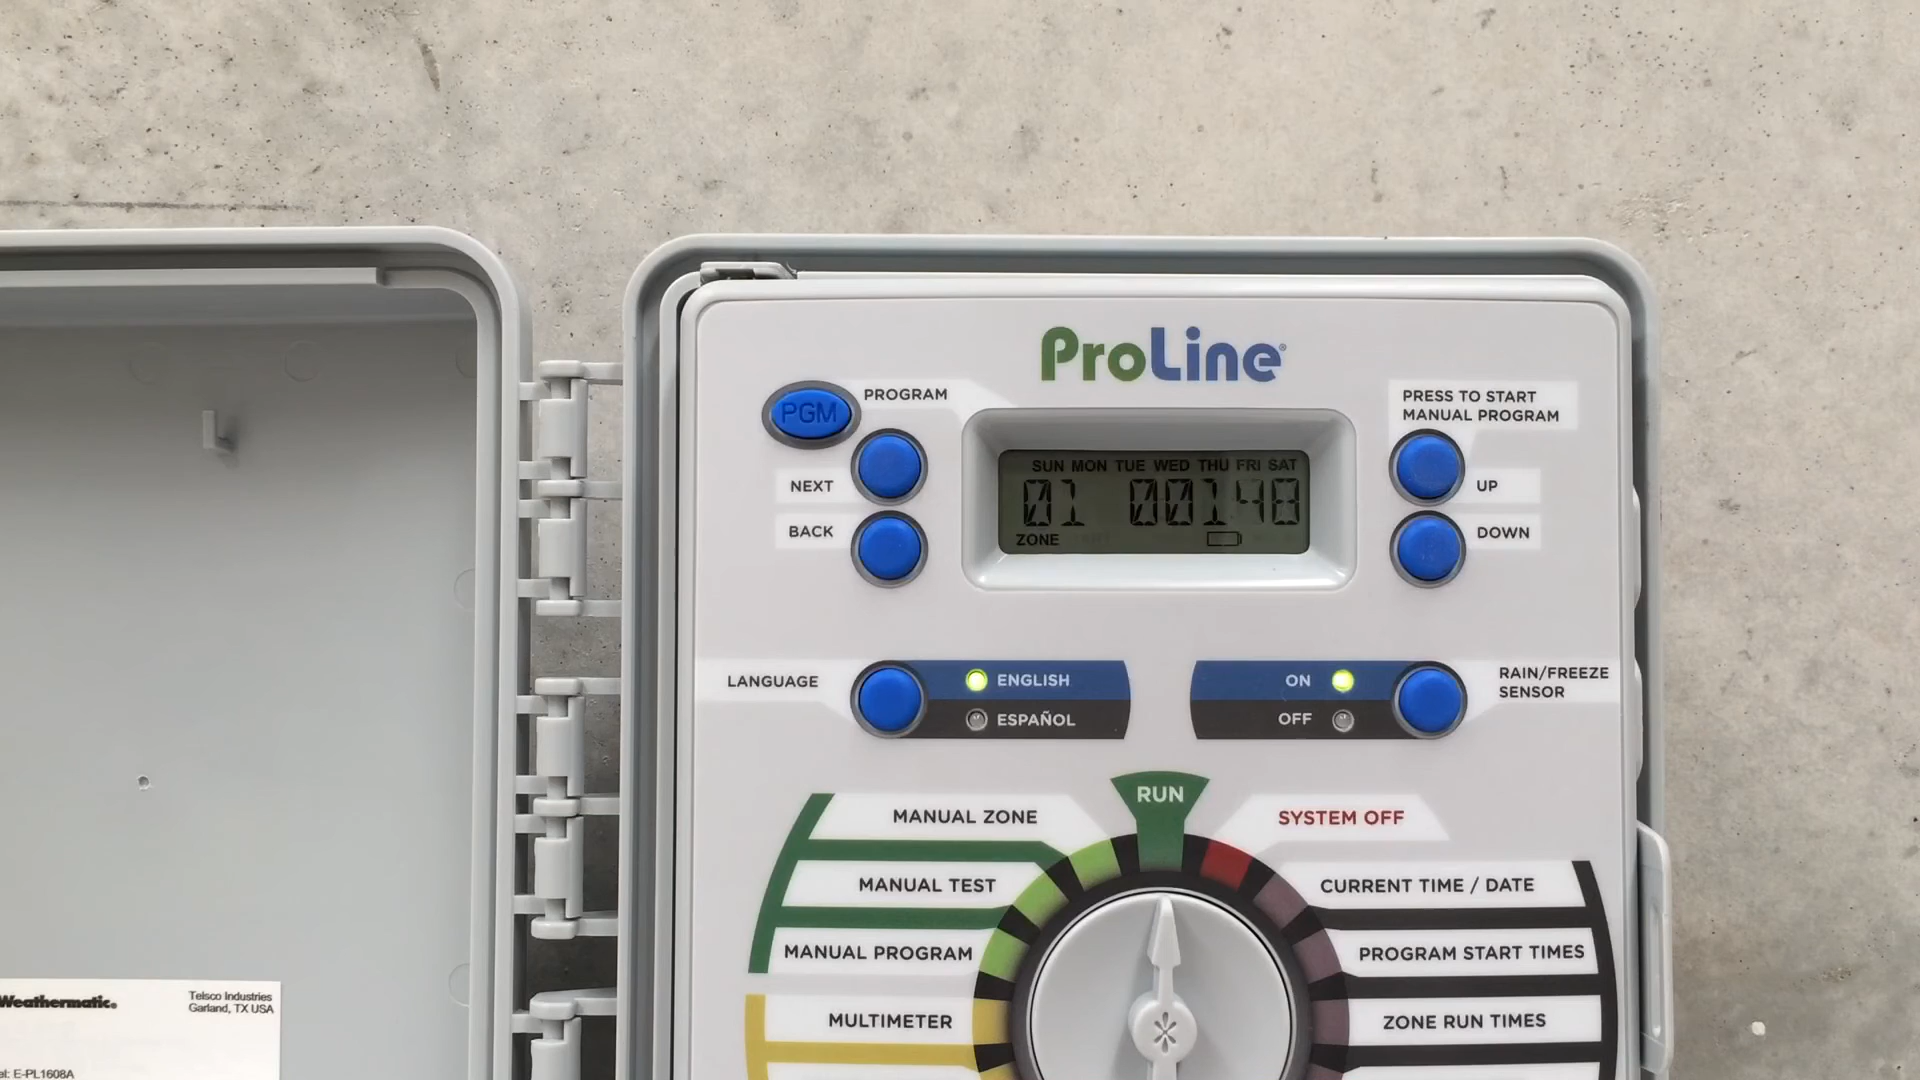 ProLine
PGM
PROGRAM
NEXT
BACK
PRESS TO START
MANUAL PROGRAM
UP
DOWN
SUN MON TUE WED THU FRI SAT
01 00148
ZONE
LANGUAGE
ENGLISH
ESPAÑOL
ON
OFF
RAIN/FREEZE
SENSOR
RUN
MANUAL ZONE
SYSTEM OFF
MANUAL TEST
CURRENT TIME / DATE
MANUAL PROGRAM
PROGRAM START TIMES
MULTIMETER
ZONE RUN TIMES
Weathermatic.
Telsco Industries
Garland, TX USA
E-PL1608A